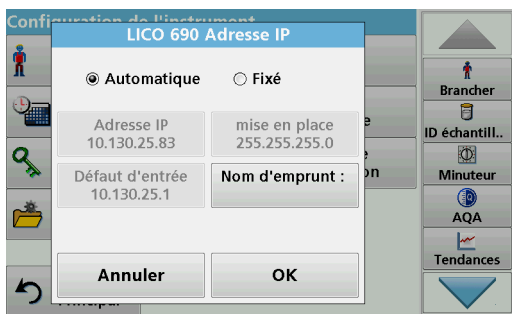 Configuration de l'instrument
LICO 690 Adresse IP
Automatique
Fixé
Adresse IP
10.130.25.83
mise en place
255.255.255.0
Défaut d'entrée
10.130.25.1
Nom d'emprunt :
Annuler
OK
Principal
Brancher
ID échantill..
Minuteur
AQA
Tendances